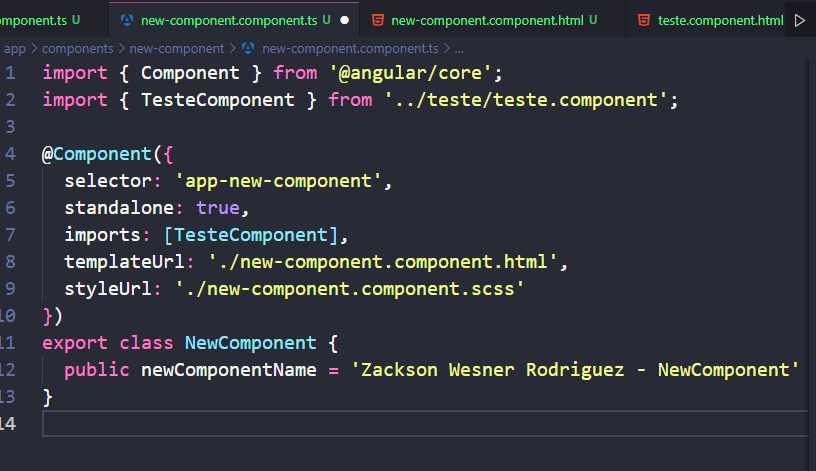 omponent.ts U new-component.component.ts U new-component.component.html U teste.component.html
app > components > new-component > new-component.component.ts > ...
1 import { Component } from '@angular/core';
2 import { TesteComponent } from '../teste/teste.component';
3
4 @Component({
5 selector: 'app-new-component',
6 standalone: true,
7 imports: [TesteComponent],
8 templateUrl: './new-component.component.html',
9 styleUrl: './new-component.component.scss'
10 })
11 export class NewComponent {
12 public newComponentName = 'Zackson Wesner Rodriguez - NewComponent'
13 }
14